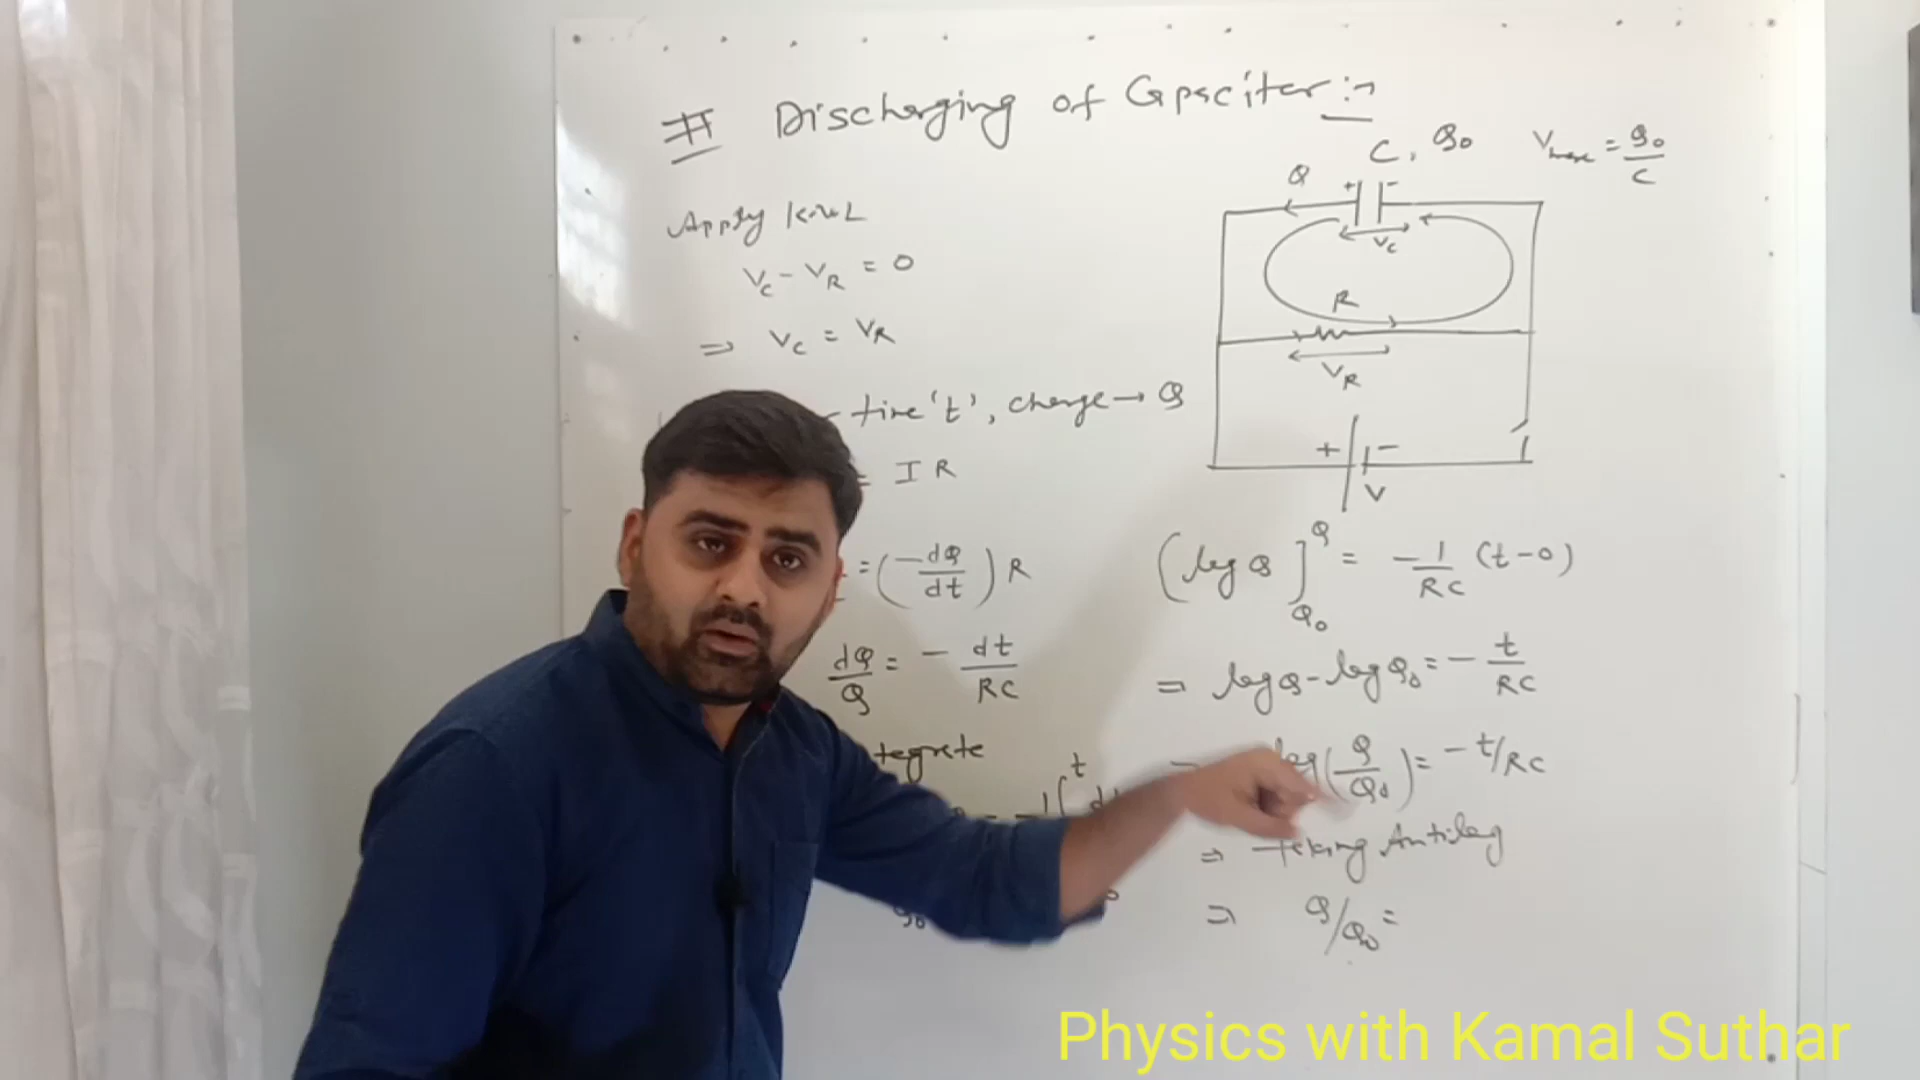 # Discharging of Capacitor :-
C, Q₀ Vmax = Q₀/C
Q + -
Vc
R
VR
+ -
V
Apply KVL
Vc - VR = 0
⇒ Vc = VR
time 't', charge → Q
= I R
= (-dQ/dt) R
dQ/Q = - dt/RC
tegrate
t
(log Q]
Q
Q₀
= -1/RC (t-0)
⇒ log Q - log Q₀ = - t/RC
log (Q/Q₀) = - t/RC
⇒ Taking Antilog
⇒ Q/Q₀ =
Physics with Kamal Suthar